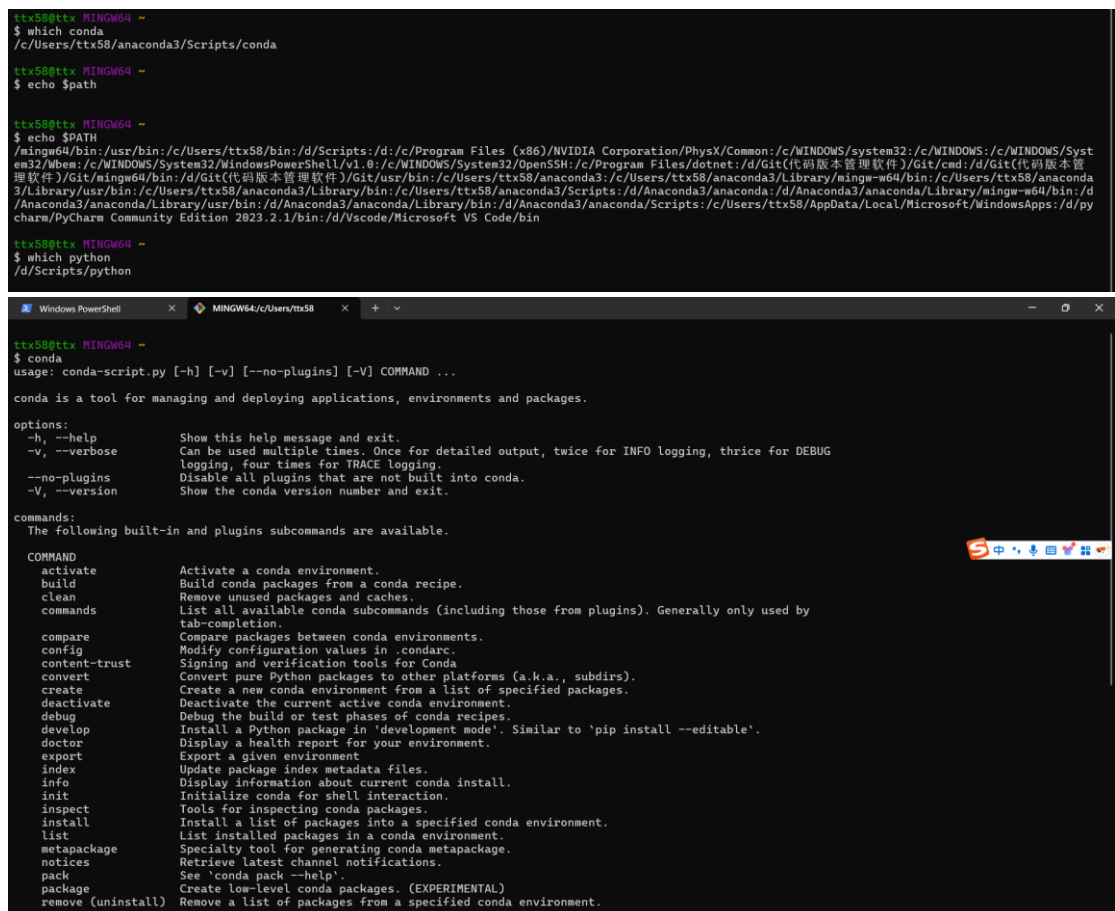 ttx58@ttx MINGW64 ~
$ which conda
/c/Users/ttx58/anaconda3/Scripts/conda
ttx58@ttx MINGW64 ~
$ echo $path
ttx58@ttx MINGW64 ~
$ echo $PATH
/mingw64/bin:/usr/bin:/c/Users/ttx58/bin:/d/Scripts:/d:/c/Program Files (x86)/NVIDIA Corporation/PhysX/Common:/c/WINDOWS/system32:/c/WINDOWS:/c/WINDOWS/Syst
em32/Wbem:/c/WINDOWS/System32/WindowsPowerShell/v1.0:/c/WINDOWS/System32/OpenSSH:/c/Program Files/dotnet:/d/Git(代码版本管理软件)/Git/cmd:/d/Git(代码版本管
理软件)/Git/mingw64/bin:/d/Git(代码版本管理软件)/Git/usr/bin:/c/Users/ttx58/anaconda3:/c/Users/ttx58/anaconda3/Library/mingw-w64/bin:/c/Users/ttx58/anaconda
3/Library/usr/bin:/c/Users/ttx58/anaconda3/Library/bin:/c/Users/ttx58/anaconda3/Scripts:/d/Anaconda3/anaconda:/d/Anaconda3/anaconda/Library/mingw-w64/bin:/d
/Anaconda3/anaconda/Library/usr/bin:/d/Anaconda3/anaconda/Library/bin:/d/Anaconda3/anaconda/Scripts:/c/Users/ttx58/AppData/Local/Microsoft/WindowsApps:/d/py
charm/PyCharm Community Edition 2023.2.1/bin:/d/Vscode/Microsoft VS Code/bin
ttx58@ttx MINGW64 ~
$ which python
/d/Scripts/python
Windows PowerShell
MINGW64:/c/Users/ttx58
ttx58@ttx MINGW64 ~
$ conda
usage: conda-script.py [-h] [-v] [--no-plugins] [-V] COMMAND ...
conda is a tool for managing and deploying applications, environments and packages.
options:
-h, --help Show this help message and exit.
-v, --verbose Can be used multiple times. Once for detailed output, twice for INFO logging, thrice for DEBUG
logging, four times for TRACE logging.
--no-plugins Disable all plugins that are not built into conda.
-V, --version Show the conda version number and exit.
commands:
The following built-in and plugins subcommands are available.
COMMAND
activate Activate a conda environment.
build Build conda packages from a conda recipe.
clean Remove unused packages and caches.
commands List all available conda subcommands (including those from plugins). Generally only used by
tab-completion.
compare Compare packages between conda environments.
config Modify configuration values in .condarc.
content-trust Signing and verification tools for Conda
convert Convert pure Python packages to other platforms (a.k.a., subdirs).
create Create a new conda environment from a list of specified packages.
deactivate Deactivate the current active conda environment.
debug Debug the build or test phases of conda recipes.
develop Install a Python package in 'development mode'. Similar to `pip install --editable`.
doctor Display a health report for your environment.
export Export a given environment
index Update package index metadata files.
info Display information about current conda install.
init Initialize conda for shell interaction.
inspect Tools for inspecting conda packages.
install Install a list of packages into a specified conda environment.
list List installed packages in a conda environment.
metapackage Specialty tool for generating conda metapackage.
notices Retrieve latest channel notifications.
pack See `conda pack --help`.
package Create low-level conda packages. (EXPERIMENTAL)
remove (uninstall) Remove a list of packages from a specified conda environment.
S 中